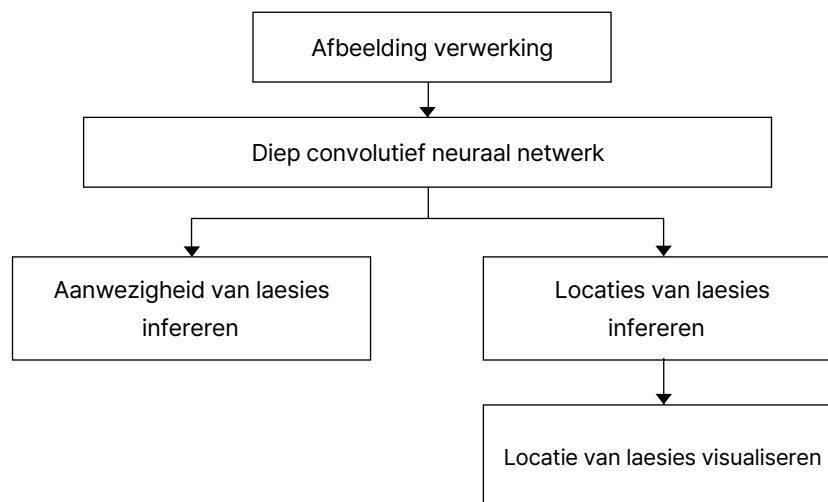 Afbeelding verwerking
Diep convolutief neuraal netwerk
Aanwezigheid van laesies
infereren
Locaties van laesies
infereren
Locatie van laesies visualiseren